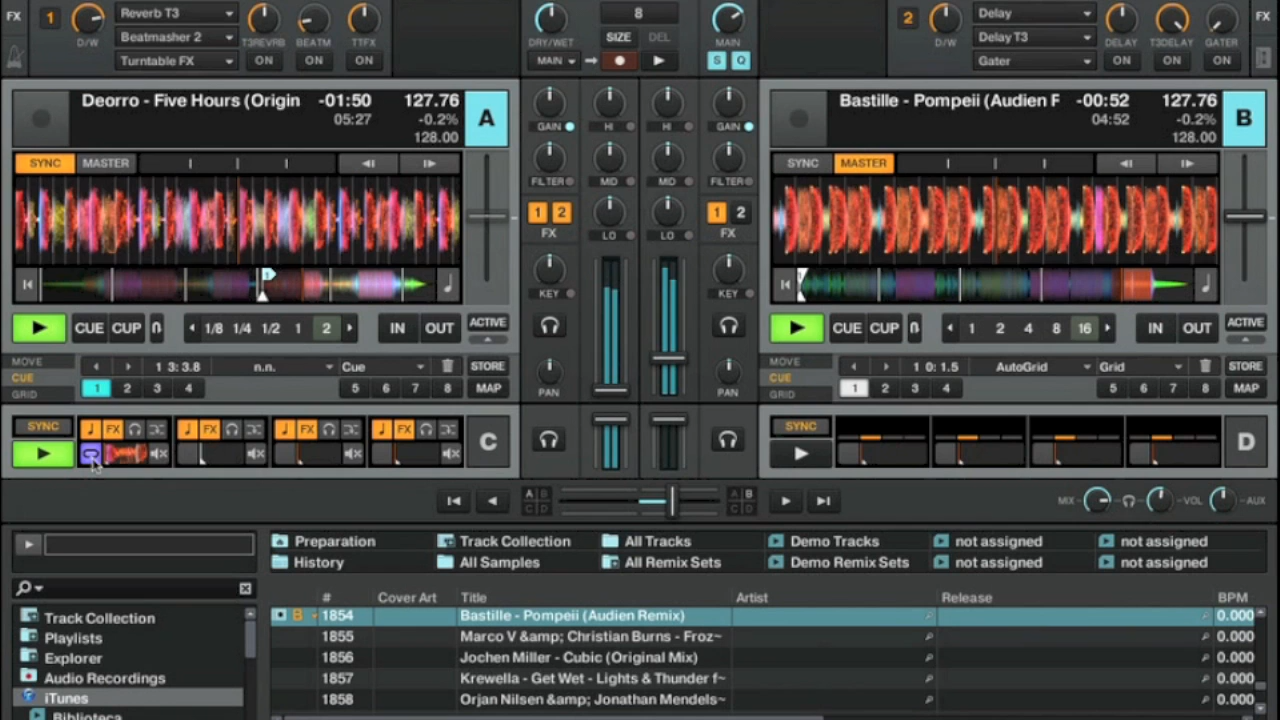 FX 1 Reverb T3 8 2 Delay FX
D/W Beatmasher 2 T3REVRB BEATM TTFX DRY/WET SIZE DEL MAIN D/W Delay T3 DELAY T3DELAY GATER
Turntable FX ON ON ON MAIN S Q Gater ON ON ON
Deorro - Five Hours (Origin -01:50 127.76 A
05:27 -0.2%
128.00
GAIN HI HI GAIN
Bastille - Pompeii (Audien F -00:52 127.76 B
04:52 -0.2%
128.00
SYNC MASTER
FILTER MID MID FILTER
SYNC MASTER
1 2 LO LO 1 2
FX FX
1
KEY KEY
CUE CUP 1/8 1/4 1/2 1 2 IN OUT ACTIVE
CUE CUP 1 2 4 8 16 IN OUT ACTIVE
MOVE
CUE 1 3: 3.8 n.n. Cue STORE
GRID 1 2 3 4 5 6 7 8 MAP
PAN PAN
MOVE
CUE 1 0: 1.5 AutoGrid Grid STORE
GRID 1 2 3 4 5 6 7 8 MAP
SYNC FX FX FX FX C
SYNC D
A B A B
C D C D
MIX VOL AUX
Preparation Track Collection All Tracks Demo Tracks not assigned not assigned
History All Samples All Remix Sets Demo Remix Sets not assigned not assigned
# Cover Art Title Artist Release BPM
B 1854 Bastille - Pompeii (Audien Remix) 0.000
1855 Marco V &amp; Christian Burns - Froz~ 0.000
1856 Jochen Miller - Cubic (Original Mix) 0.000
1857 Krewella - Get Wet - Lights & Thunder f~ 0.000
1858 Orjan Nilsen &amp; Jonathan Mendels~ 0.000
Track Collection
Playlists
Explorer
Audio Recordings
iTunes
Biblioteca